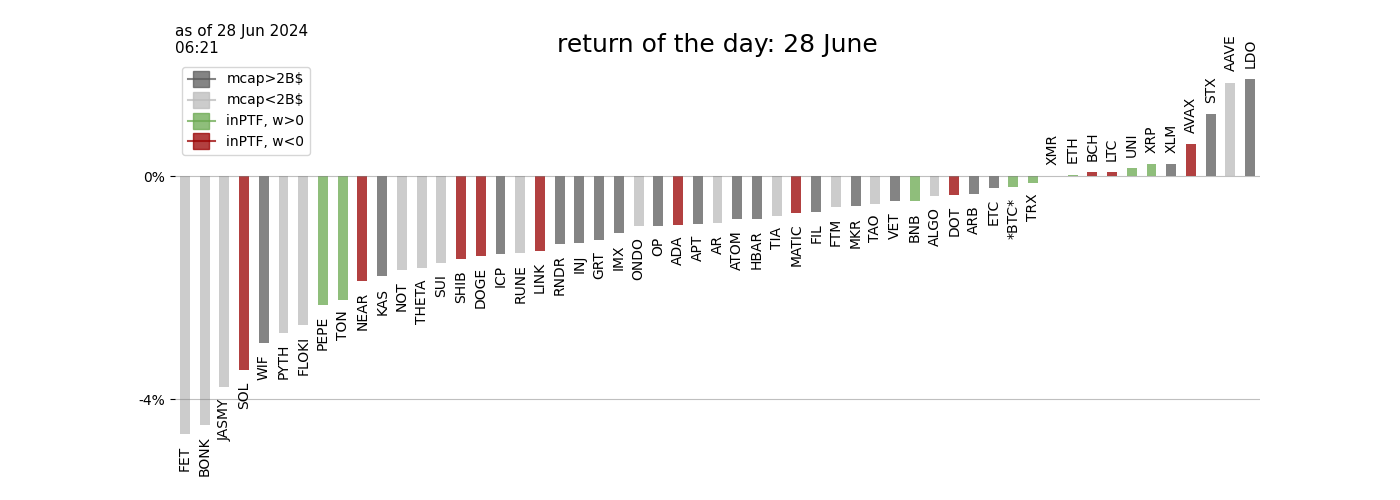 as of 28 Jun 2024
06:21
return of the day: 28 June
mcap>2B$
mcap<2B$
inPTF, w>0
inPTF, w<0
0%
-4%
FET
BONK
JASMY
SOL
WIF
PYTH
FLOKI
PEPE
TON
NEAR
KAS
NOT
THETA
SUI
SHIB
DOGE
ICP
RUNE
LINK
RNDR
INJ
GRT
IMX
ONDO
OP
ADA
APT
AR
ATOM
HBAR
TIA
MATIC
FIL
FTM
MKR
TAO
VET
BNB
ALGO
DOT
ARB
ETC
*BTC*
TRX
XMR
ETH
BCH
LTC
UNI
XRP
XLM
AVAX
STX
AAVE
LDO